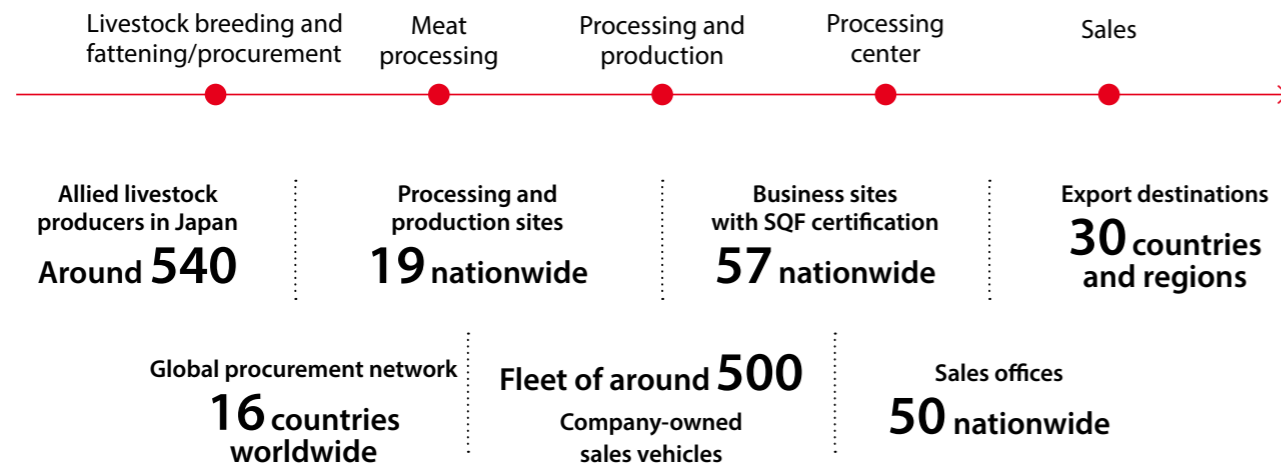 Livestock breeding and
fattening/procurement
Meat
processing
Processing and
production
Processing
center
Sales
Allied livestock
producers in Japan
Around 540
Processing and
production sites
19 nationwide
Business sites
with SQF certification
57 nationwide
Export destinations
30 countries
and regions
Global procurement network
16 countries
worldwide
Fleet of around 500
Company-owned
sales vehicles
Sales offices
50 nationwide